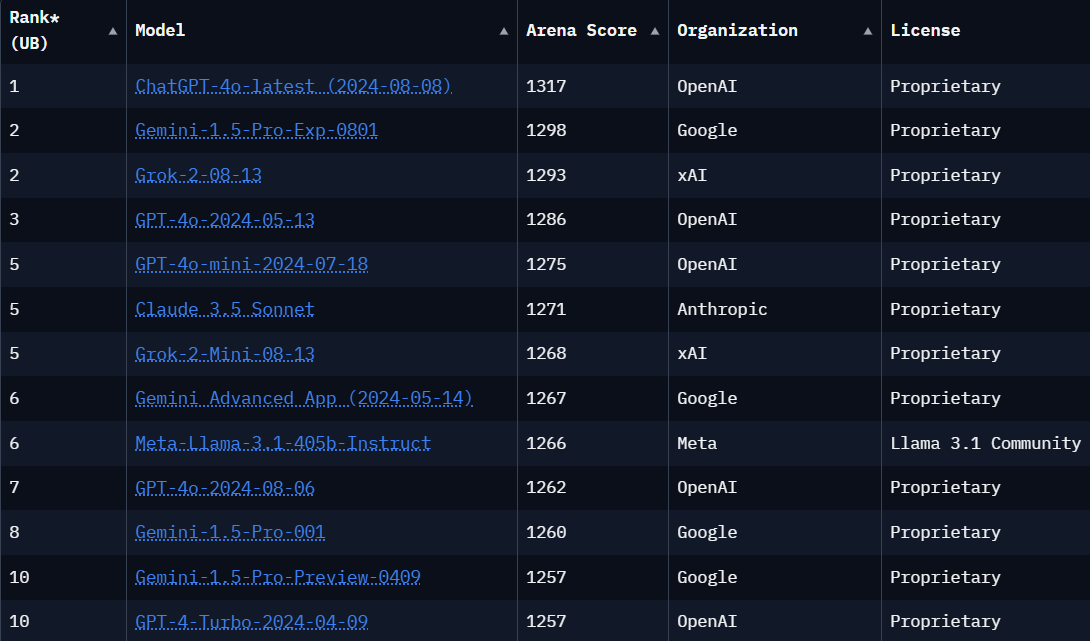 Rank* (UB) ▲ Model ▲ Arena Score ▲ Organization ▲ License
1 ChatGPT-4o-latest (2024-08-08) 1317 OpenAI Proprietary
2 Gemini-1.5-Pro-Exp-0801 1298 Google Proprietary
2 Grok-2-08-13 1293 xAI Proprietary
3 GPT-4o-2024-05-13 1286 OpenAI Proprietary
5 GPT-4o-mini-2024-07-18 1275 OpenAI Proprietary
5 Claude 3.5 Sonnet 1271 Anthropic Proprietary
5 Grok-2-Mini-08-13 1268 xAI Proprietary
6 Gemini Advanced App (2024-05-14) 1267 Google Proprietary
6 Meta-Llama-3.1-405b-Instruct 1266 Meta Llama 3.1 Community
7 GPT-4o-2024-08-06 1262 OpenAI Proprietary
8 Gemini-1.5-Pro-001 1260 Google Proprietary
10 Gemini-1.5-Pro-Preview-0409 1257 Google Proprietary
10 GPT-4-Turbo-2024-04-09 1257 OpenAI Proprietary